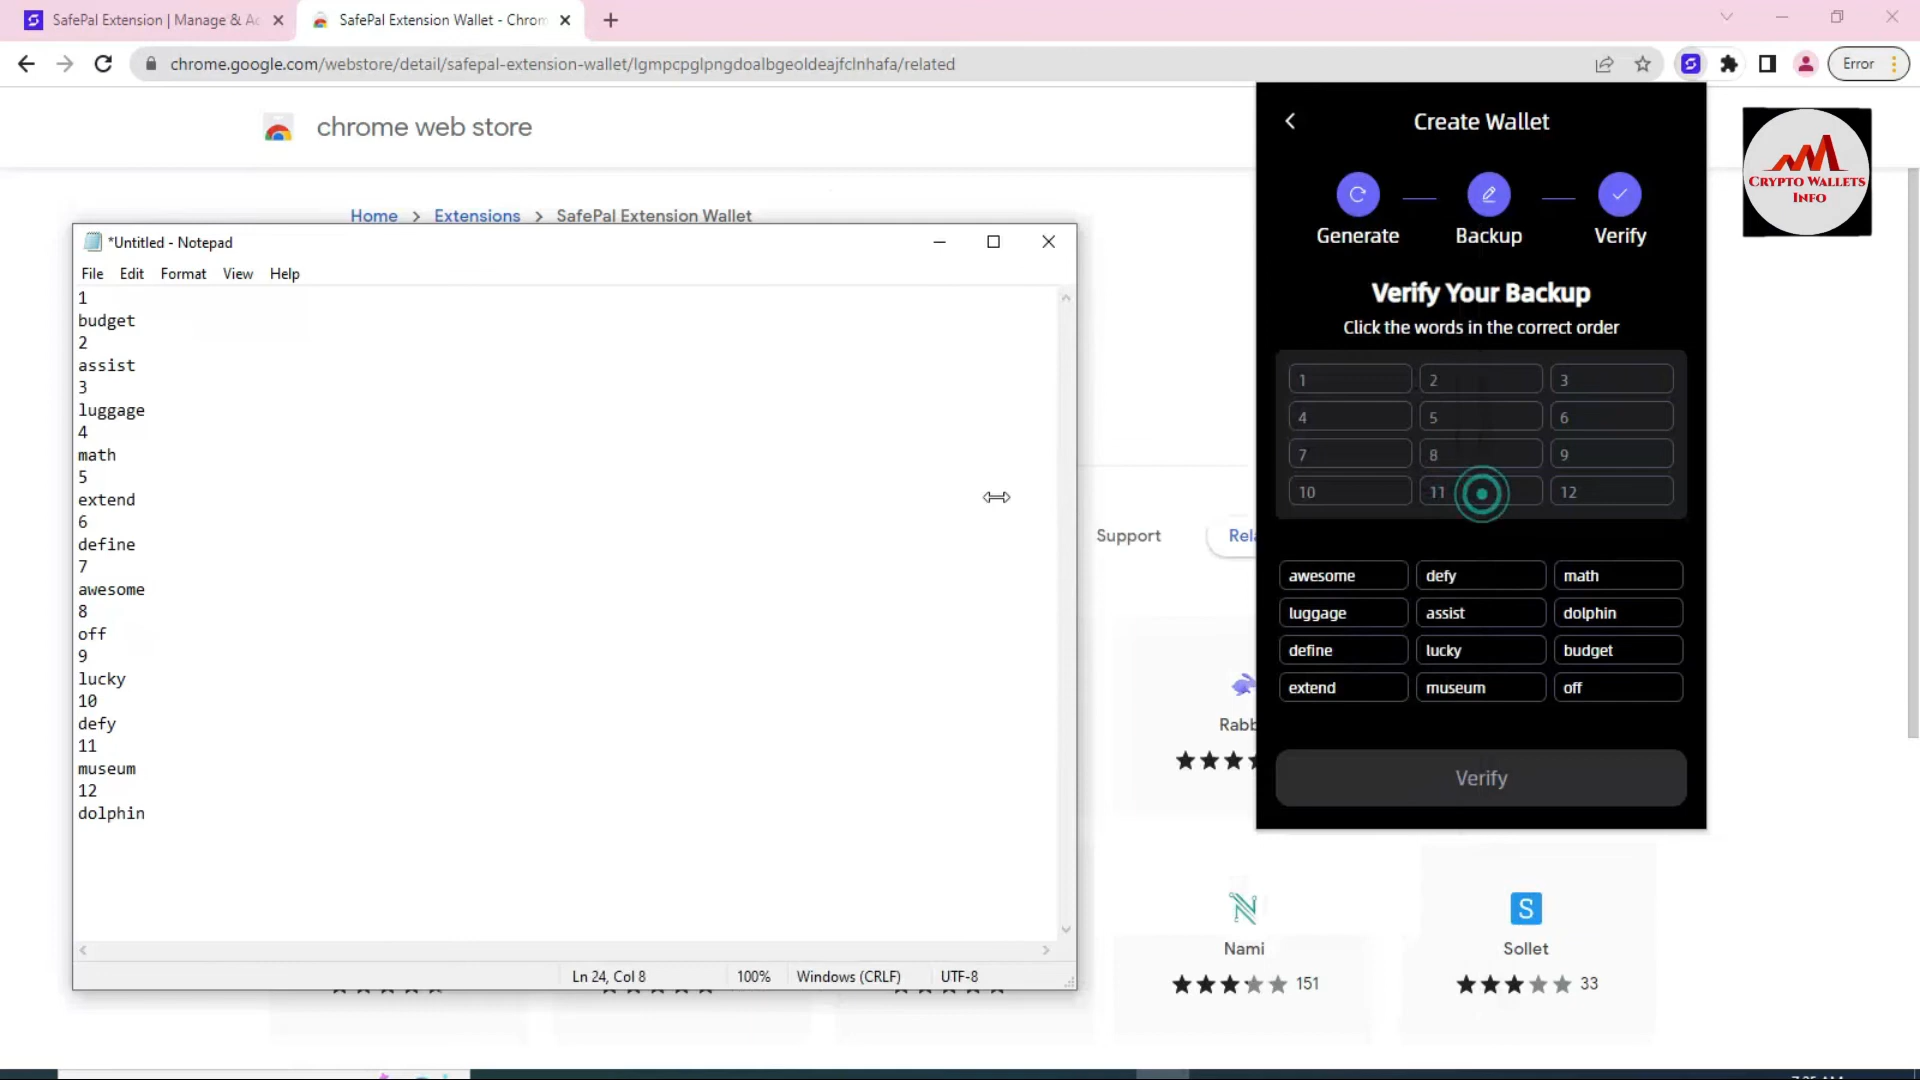 SafePal Extension | Manage & Ac
SafePal Extension Wallet - Chrom
chrome.google.com/webstore/detail/safepal-extension-wallet/lgmpcpglpngdoalbgeoldeajfclnhafa/related
Error
chrome web store
Home > Extensions > SafePal Extension Wallet
*Untitled - Notepad
File Edit Format View Help
1
budget
2
assist
3
luggage
4
math
5
extend
6
define
7
awesome
8
off
9
lucky
10
defy
11
museum
12
dolphin
Ln 24, Col 8 100% Windows (CRLF) UTF-8
Support Rela
Rabb
Nami
151
Sollet
33
Create Wallet
Generate Backup Verify
Verify Your Backup
Click the words in the correct order
1 2 3
4 5 6
7 8 9
10 11 12
awesome defy math
luggage assist dolphin
define lucky budget
extend museum off
Verify
CRYPTO WALLETS
INFO